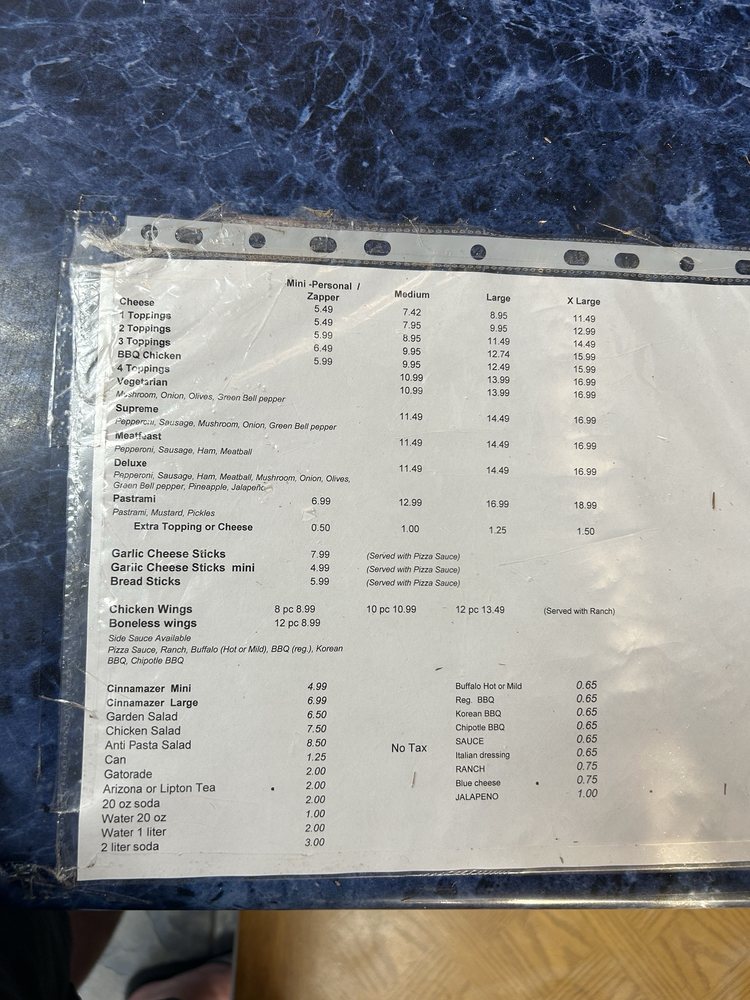 Mini -Personal / Zapper Medium Large X Large
Cheese 5.49 7.42 8.95 11.49
1 Toppings 5.49 7.95 9.95 12.99
2 Toppings 5.99 8.95 11.49 14.49
3 Toppings 6.49 9.95 12.74 15.99
BBQ Chicken 5.99 9.95 12.49 15.99
4 Toppings 10.99 13.99 16.99
Vegetarian 10.99 13.99 16.99
Mushroom, Onion, Olives, Green Bell pepper
Supreme 11.49 14.49 16.99
Pepperoni, Sausage, Mushroom, Onion, Green Bell pepper
Meatfeast 11.49 14.49 16.99
Pepperoni, Sausage, Ham, Meatball
Deluxe 11.49 14.49 16.99
Pepperoni, Sausage, Ham, Meatball, Mushroom, Onion, Olives,
Green Bell pepper, Pineapple, Jalapeño
Pastrami 6.99 12.99 16.99 18.99
Pastrami, Mustard, Pickles
Extra Topping or Cheese 0.50 1.00 1.25 1.50
Garlic Cheese Sticks 7.99 (Served with Pizza Sauce)
Garlic Cheese Sticks mini 4.99 (Served with Pizza Sauce)
Bread Sticks 5.99 (Served with Pizza Sauce)
Chicken Wings 8 pc 8.99 10 pc 10.99 12 pc 13.49 (Served with Ranch)
Boneless wings 12 pc 8.99
Side Sauce Available
Pizza Sauce, Ranch, Buffalo (Hot or Mild), BBQ (reg.), Korean
BBQ, Chipotle BBQ
Cinnamazer Mini 4.99
Cinnamazer Large 6.99
Garden Salad 6.50
Chicken Salad 7.50
Anti Pasta Salad 8.50
Can 1.25
Gatorade 2.00
Arizona or Lipton Tea 2.00
20 oz soda 2.00
Water 20 oz 1.00
Water 1 liter 2.00
2 liter soda 3.00
No Tax
Buffalo Hot or Mild 0.65
Reg. BBQ 0.65
Korean BBQ 0.65
Chipotle BBQ 0.65
SAUCE 0.65
Italian dressing 0.65
RANCH 0.75
Blue cheese 0.75
JALAPENO 1.00